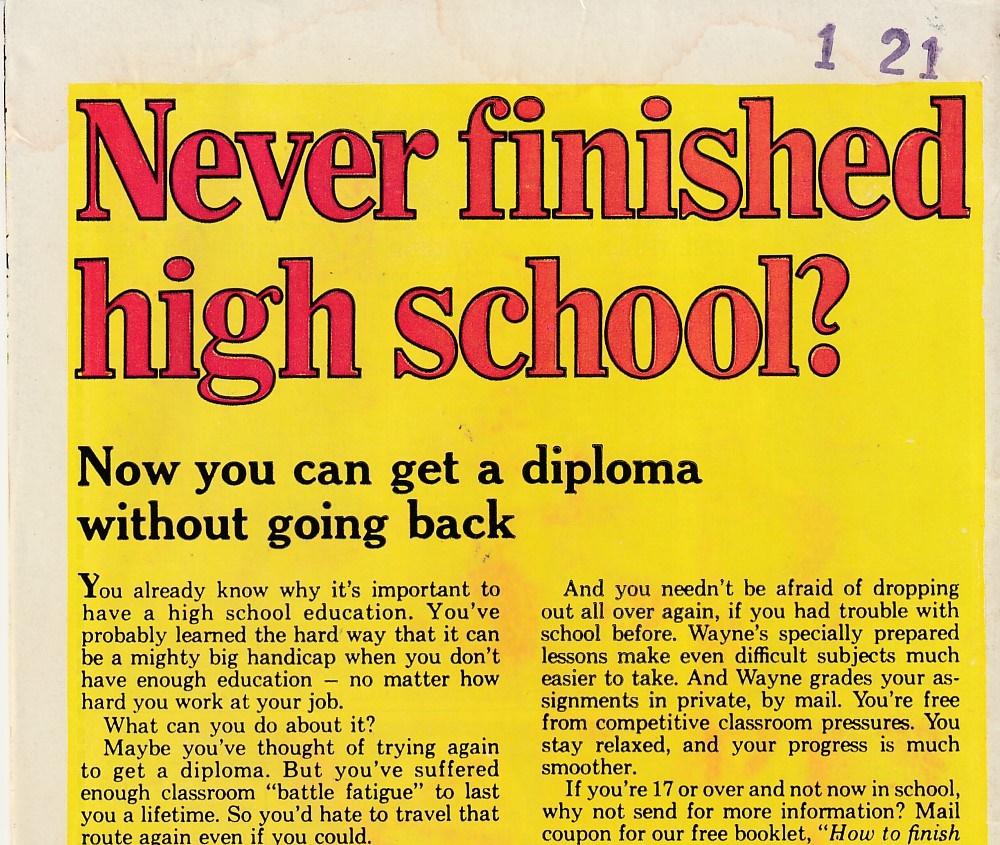 1 21
Never finished
high school?
Now you can get a diploma
without going back
You already know why it's important to
have a high school education. You've
probably learned the hard way that it can
be a mighty big handicap when you don't
have enough education — no matter how
hard you work at your job.
What can you do about it?
Maybe you've thought of trying again
to get a diploma. But you've suffered
enough classroom "battle fatigue" to last
you a lifetime. So you'd hate to travel that
route again even if you could.
And you needn't be afraid of dropping
out all over again, if you had trouble with
school before. Wayne's specially prepared
lessons make even difficult subjects much
easier to take. And Wayne grades your as-
signments in private, by mail. You're free
from competitive classroom pressures. You
stay relaxed, and your progress is much
smoother.
If you're 17 or over and not now in school,
why not send for more information? Mail
coupon for our free booklet, "How to finish